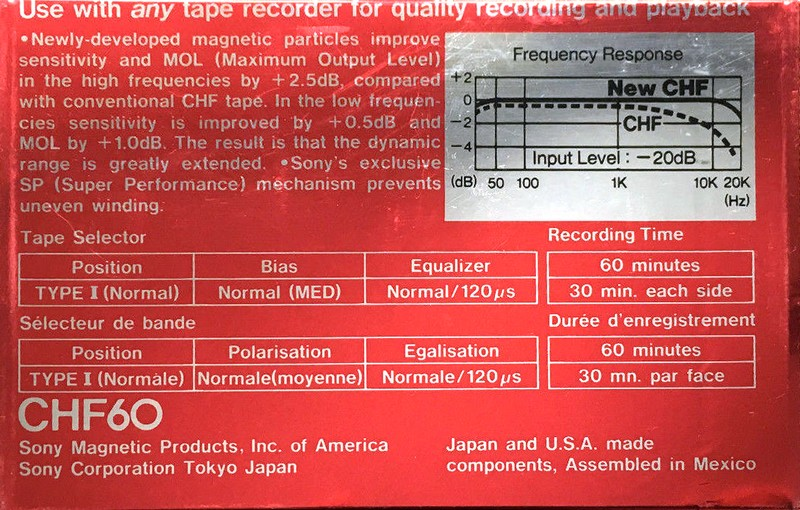 Use with any tape recorder for quality recording and playback
•Newly-developed magnetic particles improve
sensitivity and MOL (Maximum Output Level)
in the high frequencies by +2.5dB, compared
with conventional CHF tape. In the low frequen-
cies sensitivity is improved by +0.5dB and
MOL by +1.0dB. The result is that the dynamic
range is greatly extended. •Sony's exclusive
SP (Super Performance) mechanism prevents
uneven winding.
Frequency Response
+2
0
−2
−4
New CHF
CHF
Input Level : −20dB
(dB) 50 100 1K 10K 20K
(Hz)
Tape Selector
Position Bias Equalizer
TYPE I (Normal) Normal (MED) Normal/120μs
Recording Time
60 minutes
30 min. each side
Sélecteur de bande
Position Polarisation Egalisation
TYPE I (Normale) Normale(moyenne) Normale/120μs
Durée d'enregistrement
60 minutes
30 mn. par face
CHF60
Sony Magnetic Products, Inc. of America
Sony Corporation Tokyo Japan
Japan and U.S.A. made
components, Assembled in Mexico